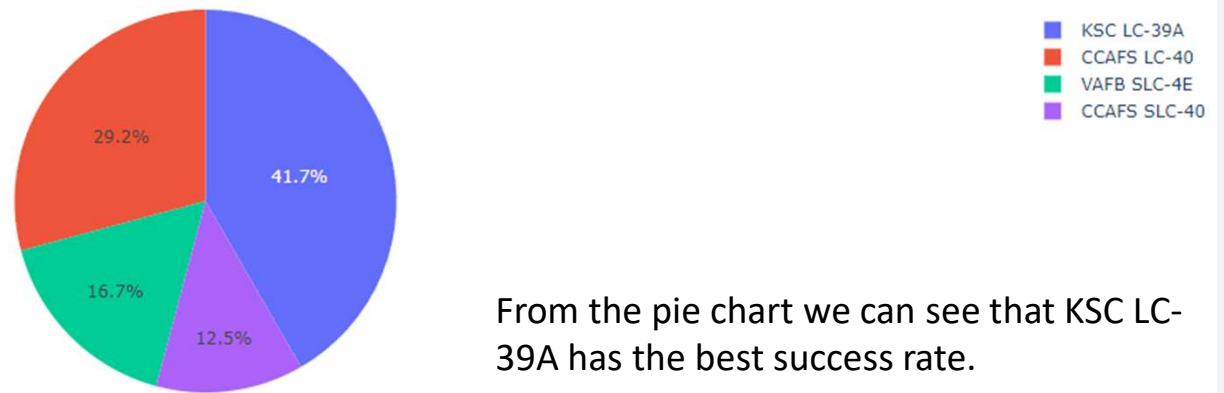 KSC LC-39A
CCAFS LC-40
VAFB SLC-4E
CCAFS SLC-40
29.2%
41.7%
16.7%
12.5%
From the pie chart we can see that KSC LC-
39A has the best success rate.